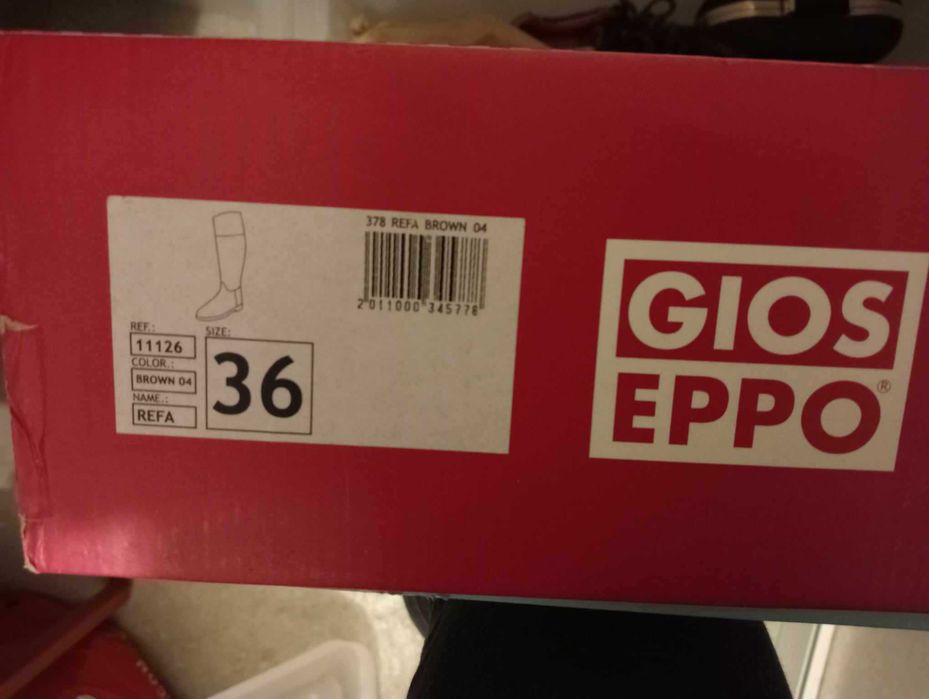 378 REFA BROWN 04
2 011000 345778
REF.:
11126
COLOR.:
BROWN 04
NAME.:
REFA
SIZE:
36
GIOS
EPPO®